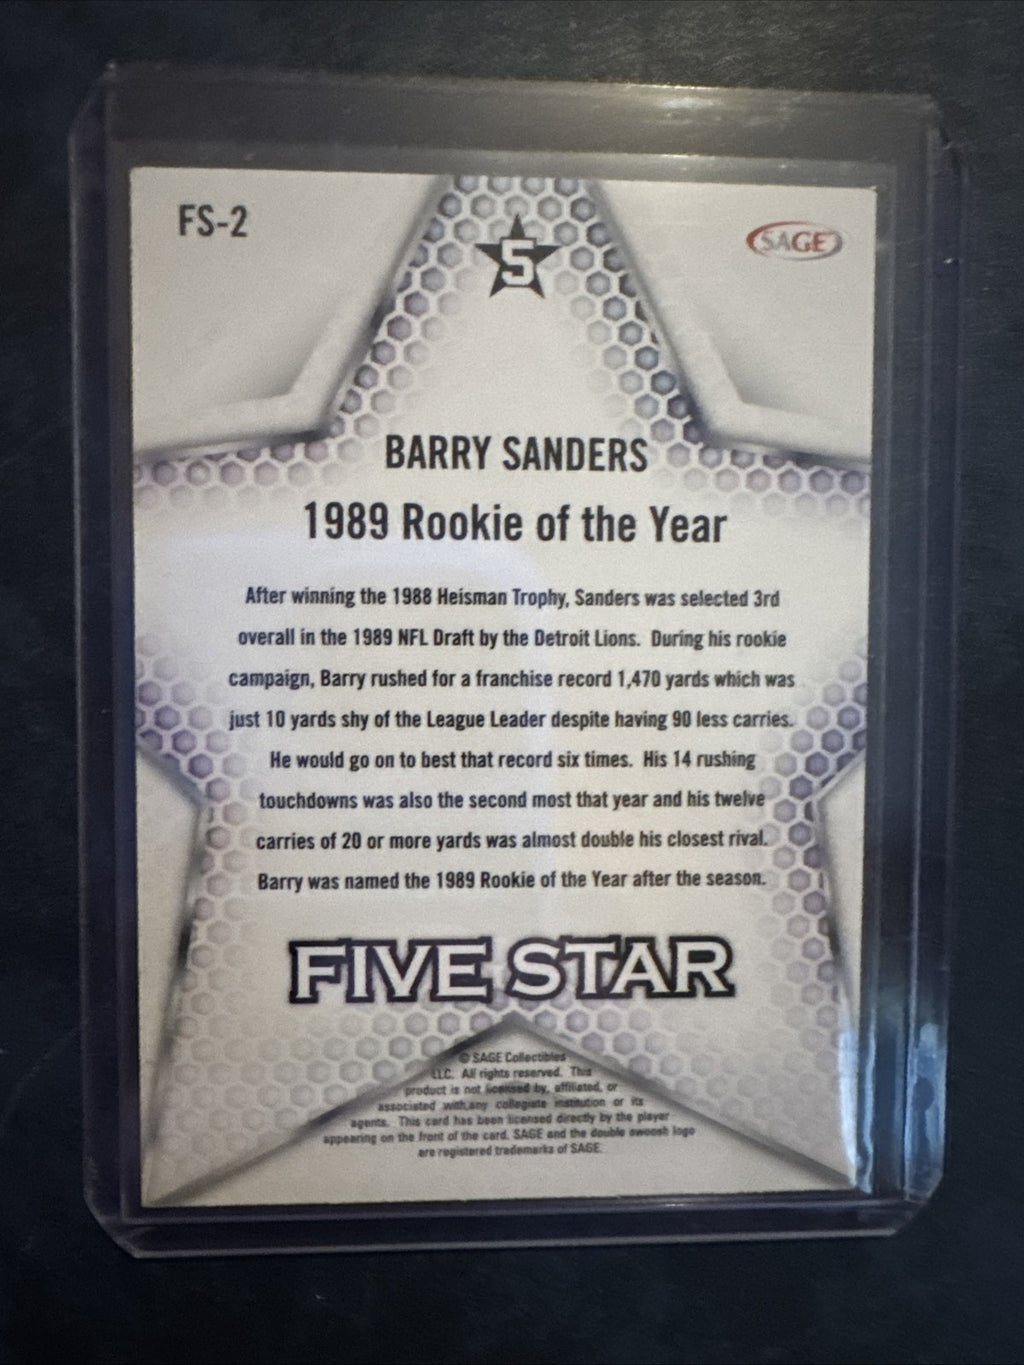 FS-2
5
SAGE
BARRY SANDERS
1989 Rookie of the Year
After winning the 1988 Heisman Trophy, Sanders was selected 3rd
overall in the 1989 NFL Draft by the Detroit Lions. During his rookie
campaign, Barry rushed for a franchise record 1,470 yards which was
just 10 yards shy of the League Leader despite having 90 less carries.
He would go on to best that record six times. His 14 rushing
touchdowns was also the second most that year and his twelve
carries of 20 or more yards was almost double his closest rival.
Barry was named the 1989 Rookie of the Year after the season.
FIVE STAR
© SAGE Collectibles
LLC. All rights reserved. This
product is not licensed by, affiliated, or
associated with,any collegiate institution or its
agents. This card has been licensed directly by the player
appearing on the front of the card. SAGE and the double swoosh logo
are registered trademarks of SAGE.